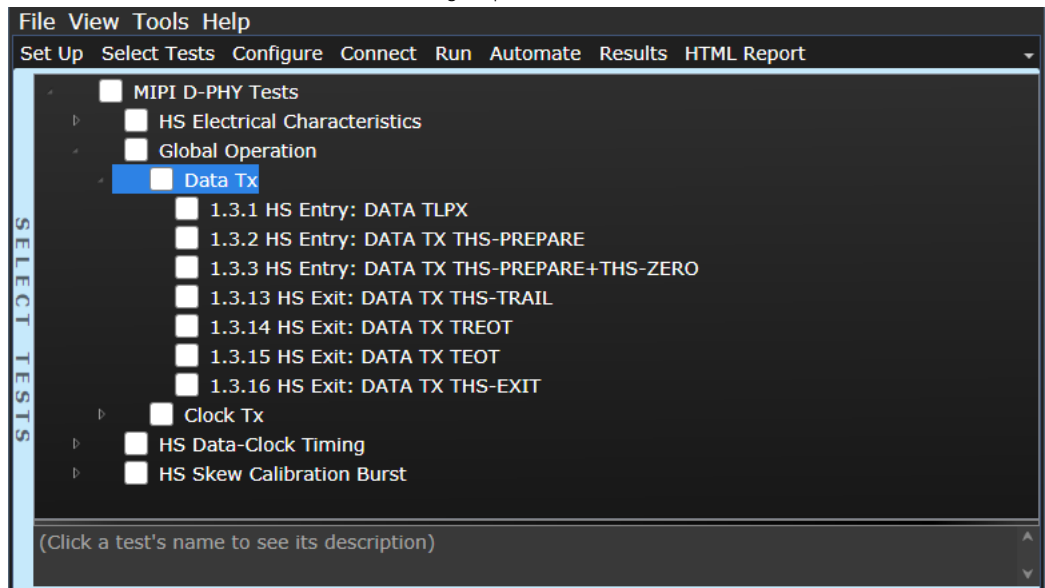 File View Tools Help
Set Up Select Tests Configure Connect Run Automate Results HTML Report
SELECT TESTS
MIPI D-PHY Tests
HS Electrical Characteristics
Global Operation
Data Tx
1.3.1 HS Entry: DATA TLPX
1.3.2 HS Entry: DATA TX THS-PREPARE
1.3.3 HS Entry: DATA TX THS-PREPARE+THS-ZERO
1.3.13 HS Exit: DATA TX THS-TRAIL
1.3.14 HS Exit: DATA TX TREOT
1.3.15 HS Exit: DATA TX TEOT
1.3.16 HS Exit: DATA TX THS-EXIT
Clock Tx
HS Data-Clock Timing
HS Skew Calibration Burst
(Click a test's name to see its description)